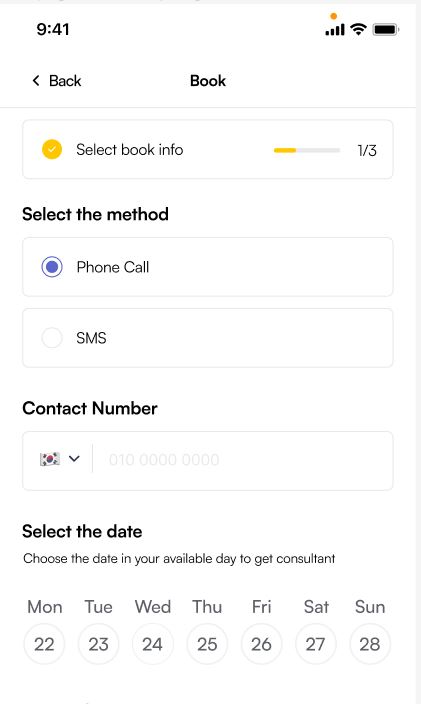 9:41
Back
Book
Select book info 1/3
Select the method
Phone Call
SMS
Contact Number
010 0000 0000
Select the date
Choose the date in your available day to get consultant
Mon Tue Wed Thu Fri Sat Sun
22 23 24 25 26 27 28